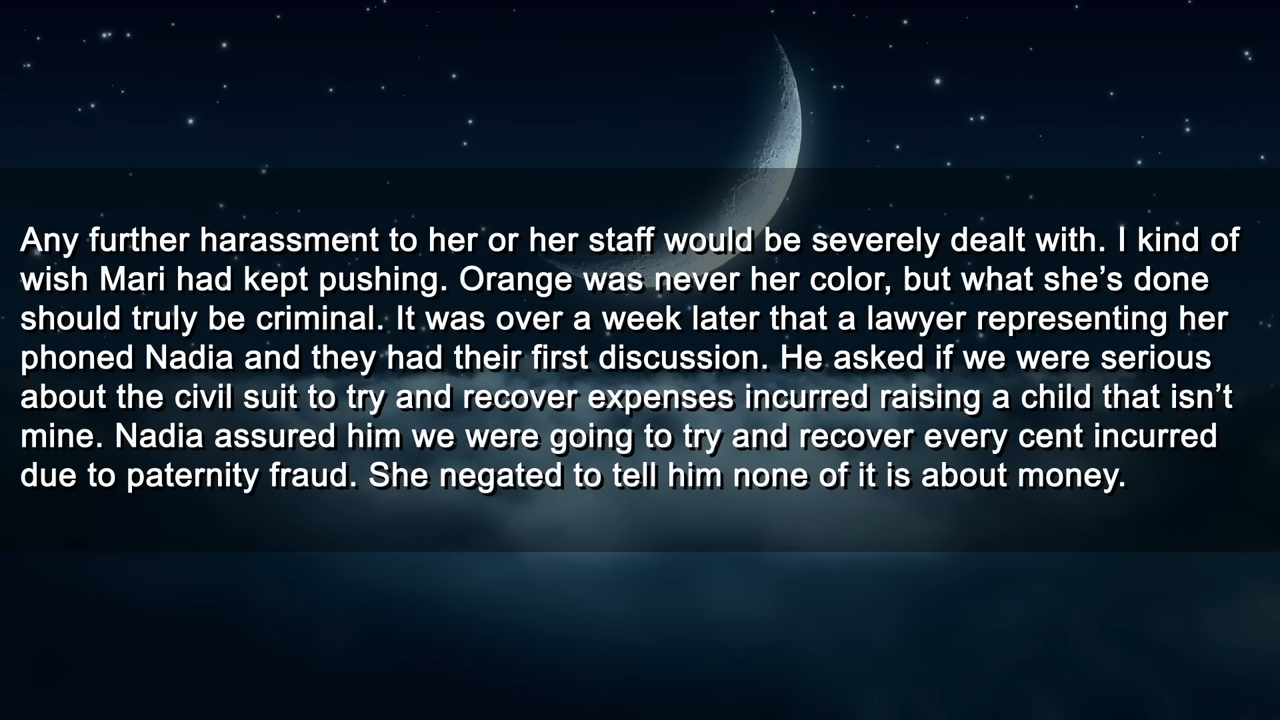 Any further harassment to her or her staff would be severely dealt with. I kind of
wish Mari had kept pushing. Orange was never her color, but what she’s done
should truly be criminal. It was over a week later that a lawyer representing her
phoned Nadia and they had their first discussion. He asked if we were serious
about the civil suit to try and recover expenses incurred raising a child that isn’t
mine. Nadia assured him we were going to try and recover every cent incurred
due to paternity fraud. She negated to tell him none of it is about money.